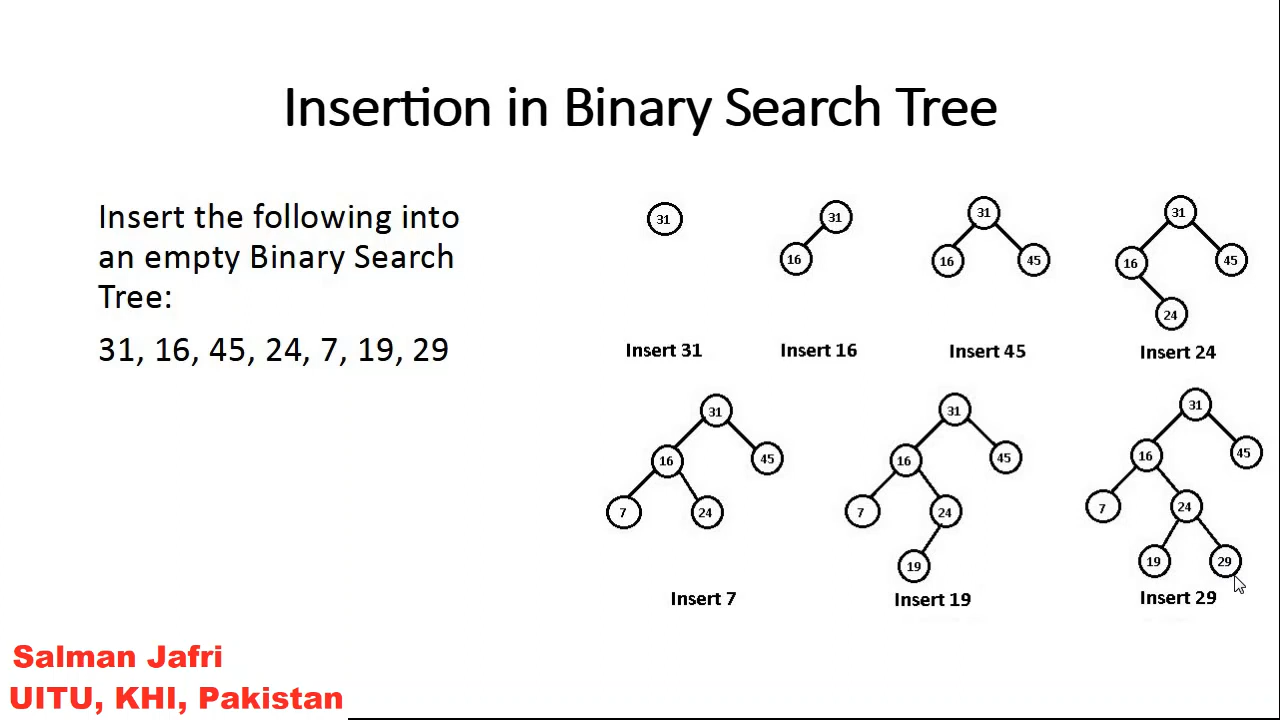 Insertion in Binary Search Tree
Insert the following into
an empty Binary Search
Tree:
31, 16, 45, 24, 7, 19, 29
31
Insert 31
31
16
Insert 16
31
16 45
Insert 45
31
16 45
24
Insert 24
31
16 45
7 24
Insert 7
31
16 45
7 24
19
Insert 19
31
16 45
7 24
19 29
Insert 29
Salman Jafri
UITU, KHI, Pakistan